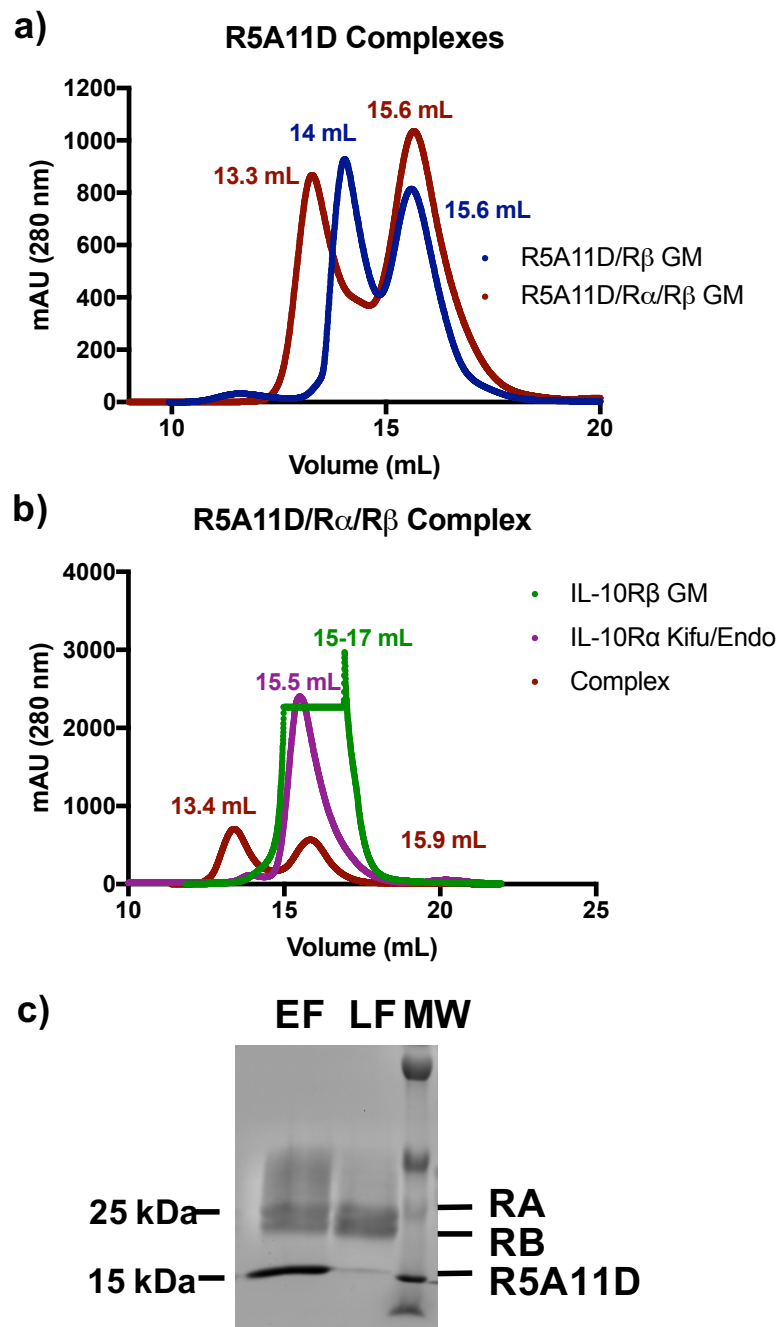 a)
R5A11D Complexes
1200
1000
800
600
400
200
0
mAU (280 nm)
13.3 mL
14 mL
15.6 mL
15.6 mL
R5A11D/Rβ GM
R5A11D/Rα/Rβ GM
10
15
20
Volume (mL)
b)
R5A11D/Rα/Rβ Complex
4000
3000
2000
1000
0
mAU (280 nm)
15-17 mL
15.5 mL
13.4 mL
15.9 mL
IL-10Rβ GM
IL-10Rα Kifu/Endo
Complex
10
15
20
25
Volume (mL)
c)
EF LF MW
25 kDa
15 kDa
RA
RB
R5A11D